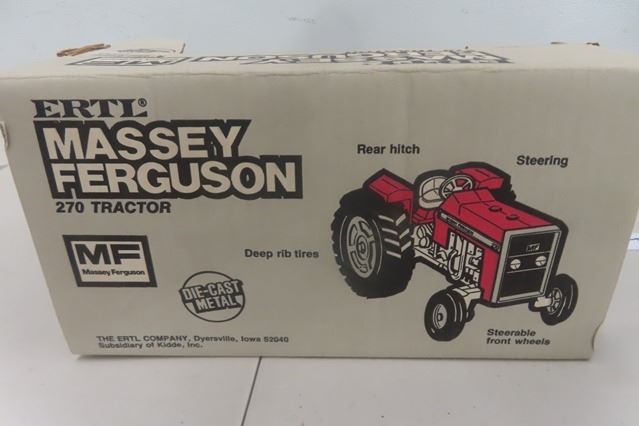 ERTL®
MASSEY
FERGUSON
270 TRACTOR
Rear hitch
Steering
Deep rib tires
MF
Massey Ferguson
DIE-CAST
METAL
MF
Steerable
front wheels
THE ERTL COMPANY, Dyersville, Iowa 52040
Subsidiary of Kidde, Inc.